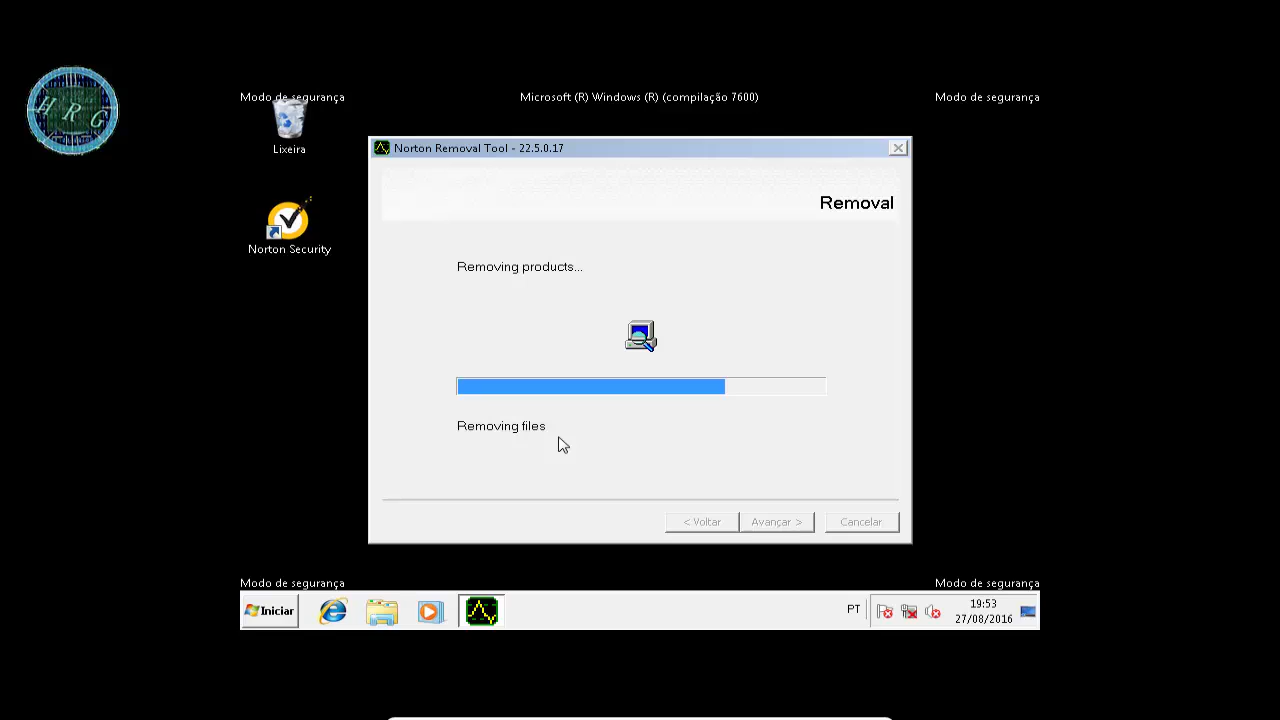 HRG
Modo de segurança
Microsoft (R) Windows (R) (compilação 7600)
Modo de segurança
Lixeira
Norton Security
Norton Removal Tool - 22.5.0.17
Removal
Removing products...
Removing files
< Voltar
Avançar >
Cancelar
Modo de segurança
Modo de segurança
Iniciar
PT
19:53
27/08/2016